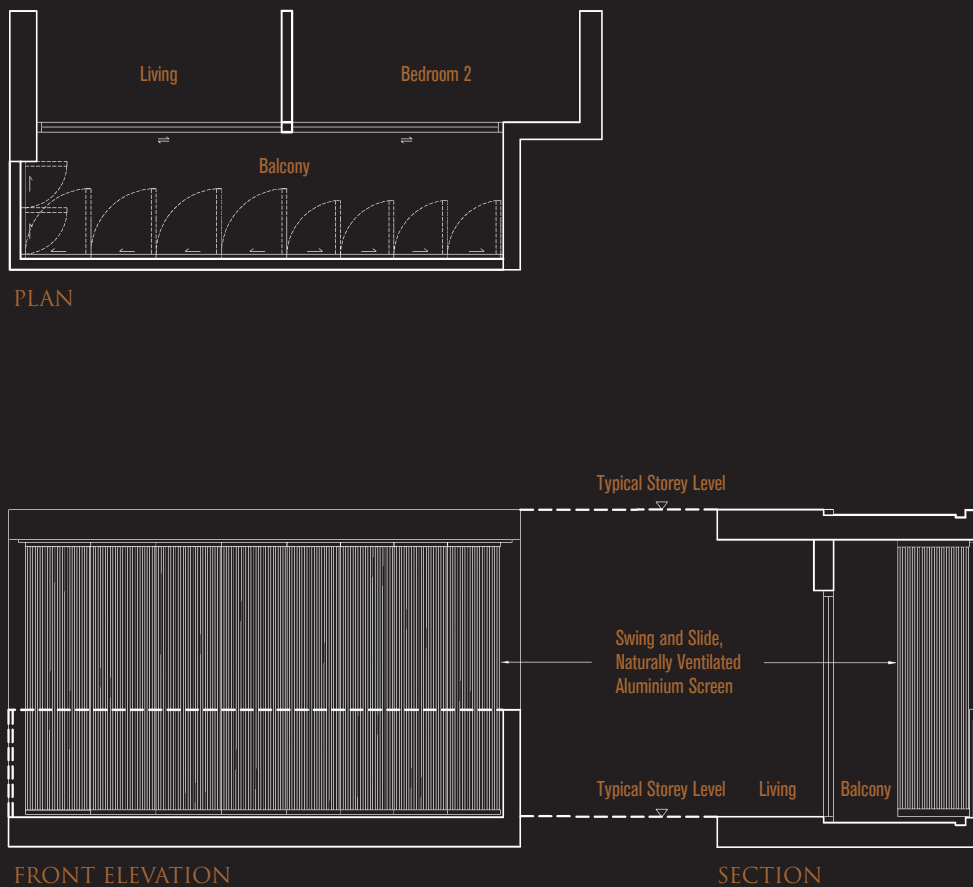 Living
Bedroom 2
Balcony
PLAN
Typical Storey Level
Swing and Slide,
Naturally Ventilated
Aluminium Screen
Typical Storey Level
Living
Balcony
FRONT ELEVATION
SECTION